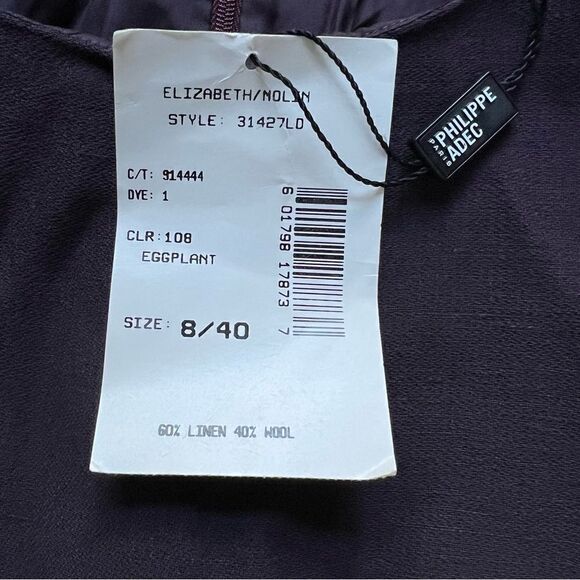 ELIZABETH/NOLIN
STYLE: 31427LD
C/T: 914444
DYE: 1
CLR:108
EGGPLANT
SIZE: 8/40
60% LINEN 40% WOOL
6 01798 17873 7
PHILIPPE
ADEC
PARIS